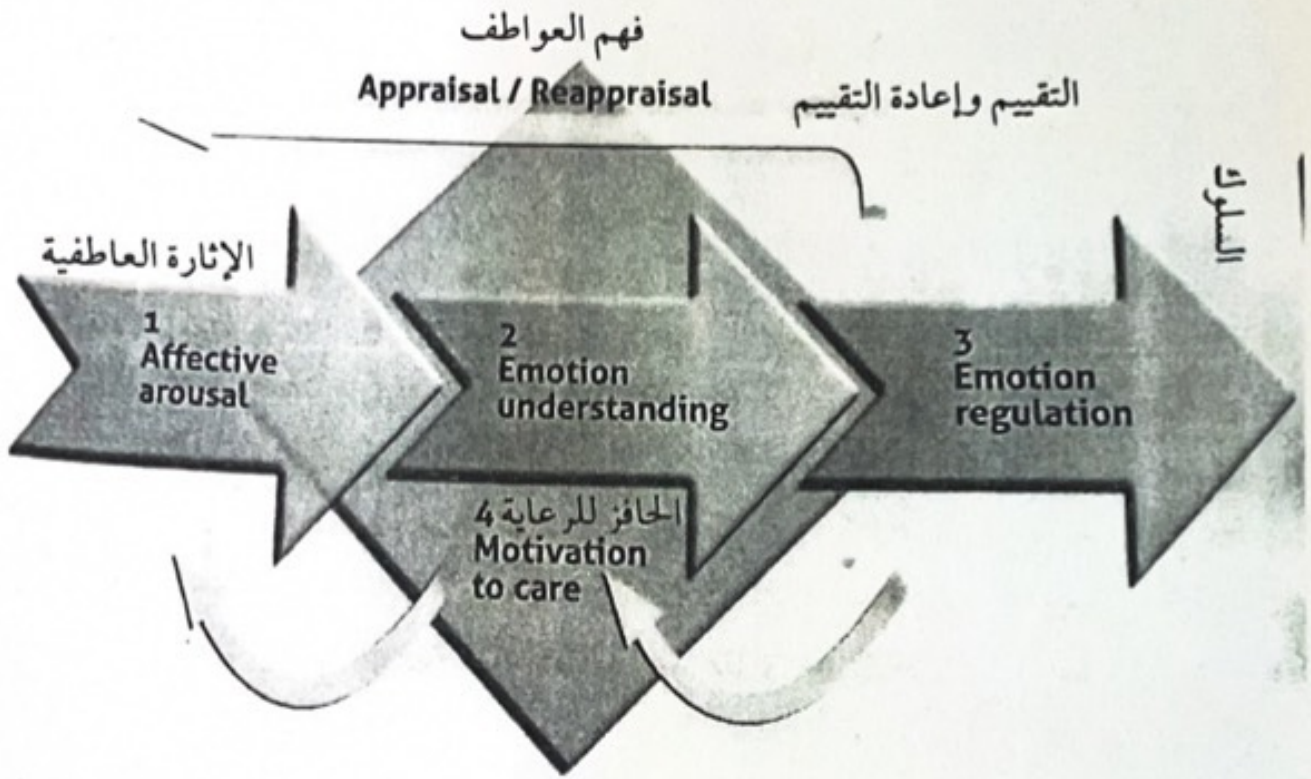 فهم العواطف
Appraisal / Reappraisal
التقييم وإعادة التقييم
السلوك
الإثارة العاطفية
1
Affective
arousal
2
Emotion
understanding
3
Emotion
regulation
الحافز للرعاية 4
Motivation
to care